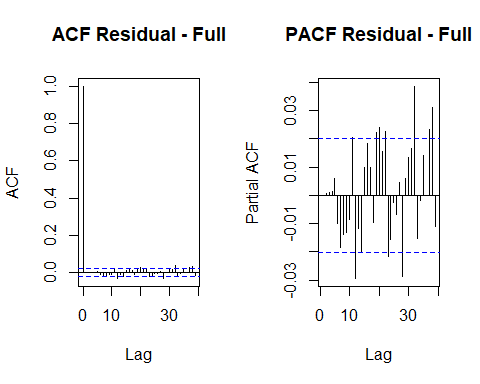 ACF Residual - Full
ACF
0.0 0.2 0.4 0.6 0.8 1.0
0 10 30
Lag
PACF Residual - Full
Partial ACF
-0.03 -0.01 0.01 0.03
0 10 30
Lag